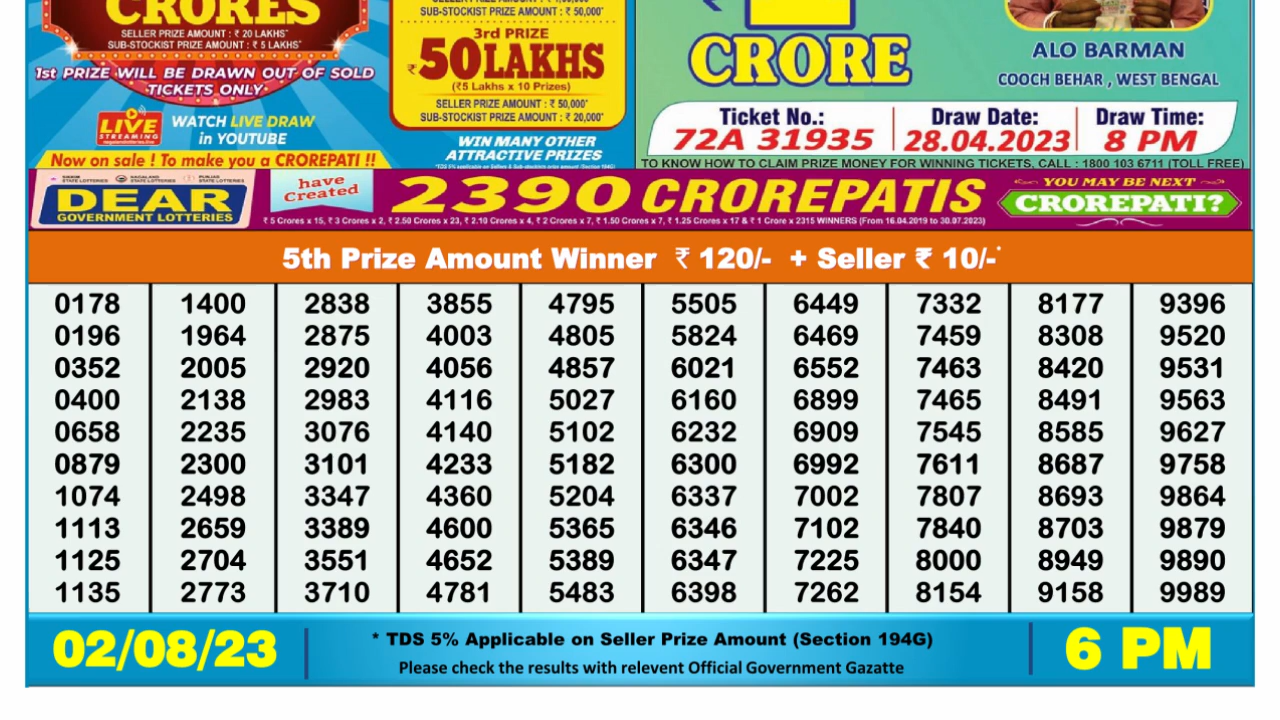 CRORES
SELLER PRIZE AMOUNT : ₹ 20 LAKHS*
SUB-STOCKIST PRIZE AMOUNT : ₹ 5 LAKHS*
1st PRIZE WILL BE DRAWN OUT OF SOLD
TICKETS ONLY
LIVE
STREAMING
WATCH LIVE DRAW
in YOUTUBE
Now on sale ! To make you a CROREPATI !!
SUB-STOCKIST PRIZE AMOUNT : ₹ 50,000*
3rd PRIZE
₹50LAKHS
(₹5 Lakhs x 10 Prizes)
SELLER PRIZE AMOUNT : ₹ 50,000*
SUB-STOCKIST PRIZE AMOUNT : ₹ 20,000*
WIN MANY OTHER
ATTRACTIVE PRIZES
CRORE
ALO BARMAN
COOCH BEHAR , WEST BENGAL
Ticket No.: Draw Date: Draw Time:
72A 31935 28.04.2023 8 PM
TO KNOW HOW TO CLAIM PRIZE MONEY FOR WINNING TICKETS, CALL : 1800 103 6711 (TOLL FREE)
DEAR
GOVERNMENT LOTTERIES
have
Created
2390 CROREPATIS
₹ 5 Crores x 15, ₹ 3 Crores x 2, ₹ 2.50 Crores x 23, ₹ 2.10 Crores x 4, ₹ 2 Crores x 7, ₹ 1.50 Crores x 7, ₹ 1.25 Crores x 17 & ₹ 1 Crore x 2315 WINNERS (From 16.04.2019 to 30.07.2023)
YOU MAY BE NEXT
CROREPATI?
5th Prize Amount Winner ₹ 120/- + Seller ₹ 10/-*
0178 1400 2838 3855 4795 5505 6449 7332 8177 9396
0196 1964 2875 4003 4805 5824 6469 7459 8308 9520
0352 2005 2920 4056 4857 6021 6552 7463 8420 9531
0400 2138 2983 4116 5027 6160 6899 7465 8491 9563
0658 2235 3076 4140 5102 6232 6909 7545 8585 9627
0879 2300 3101 4233 5182 6300 6992 7611 8687 9758
1074 2498 3347 4360 5204 6337 7002 7807 8693 9864
1113 2659 3389 4600 5365 6346 7102 7840 8703 9879
1125 2704 3551 4652 5389 6347 7225 8000 8949 9890
1135 2773 3710 4781 5483 6398 7262 8154 9158 9989
02/08/23
* TDS 5% Applicable on Seller Prize Amount (Section 194G)
Please check the results with relevent Official Government Gazatte
6 PM